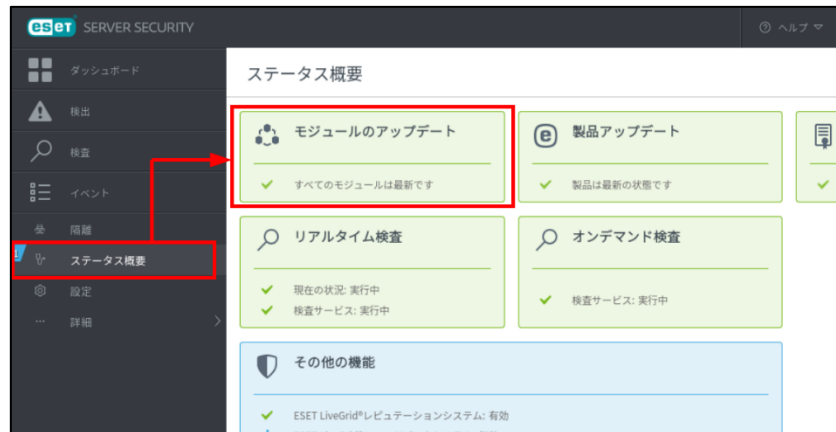 eset SERVER SECURITY
ヘルプ
ダッシュボード
検出
検査
イベント
隔離
ステータス概要
設定
詳細
ステータス概要
モジュールのアップデート
すべてのモジュールは最新です
製品アップデート
製品は最新の状態です
リアルタイム検査
現在の状況: 実行中
検査サービス: 実行中
オンデマンド検査
検査サービス: 実行中
その他の機能
ESET LiveGrid®レピュテーションシステム: 有効